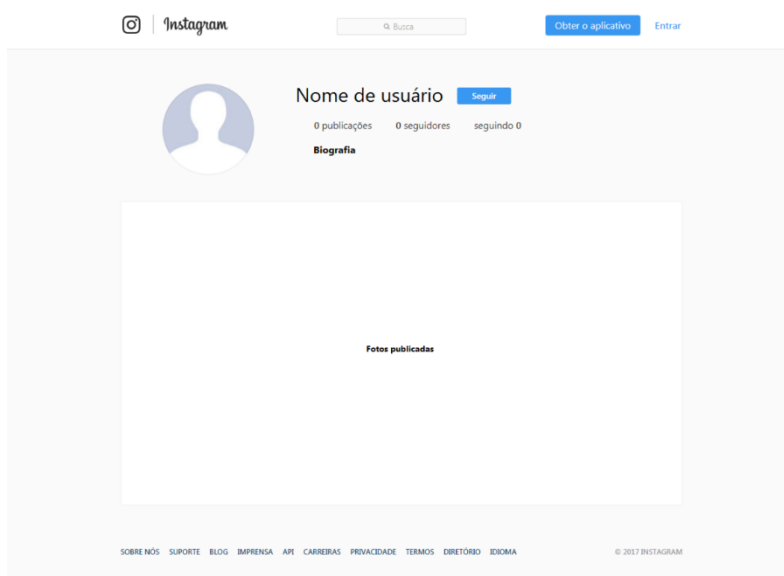 Instagram
Busca
Obter o aplicativo
Entrar
Nome de usuário
Seguir
0 publicações 0 seguidores seguindo 0
Biografia
Fotos publicadas
SOBRE NÓS SUPORTE BLOG IMPRENSA API CARREIRAS PRIVACIDADE TERMOS DIRETÓRIO IDIOMA
© 2017 INSTAGRAM